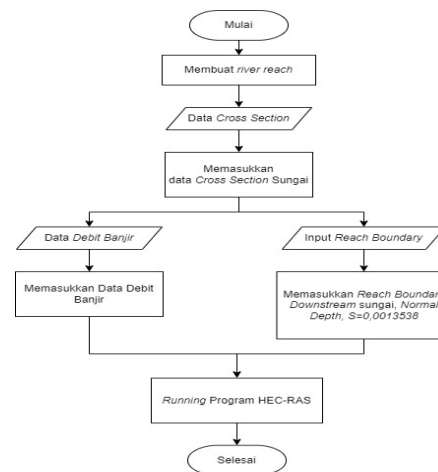 Mulai
Membuat river reach
Data Cross Section
Memasukkan
data Cross Section Sungai
Data Debit Banjir
Input Reach Boundary
Memasukkan Data Debit
Banjir
Memasukkan Reach Boundar
Downstream sungai, Normal
Depth, S=0,0013538
Running Program HEC-RAS
Selesai